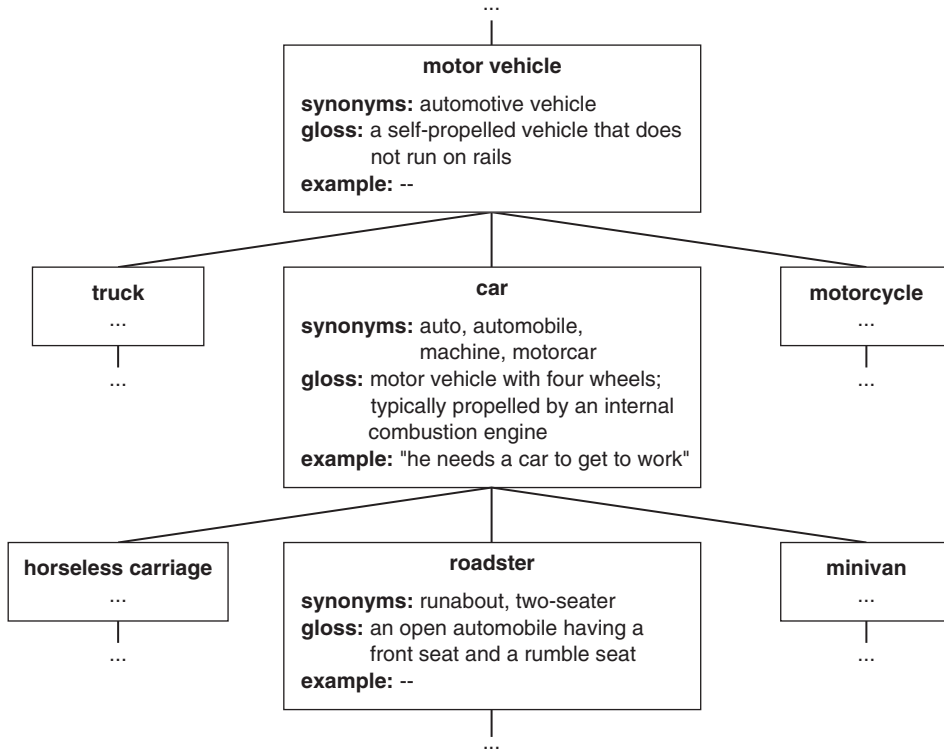 ...
motor vehicle
synonyms: automotive vehicle
gloss: a self-propelled vehicle that does
not run on rails
example: --
truck
...
...
car
synonyms: auto, automobile,
machine, motorcar
gloss: motor vehicle with four wheels;
typically propelled by an internal
combustion engine
example: "he needs a car to get to work"
motorcycle
...
...
horseless carriage
...
...
roadster
synonyms: runabout, two-seater
gloss: an open automobile having a
front seat and a rumble seat
example: --
...
minivan
...
...